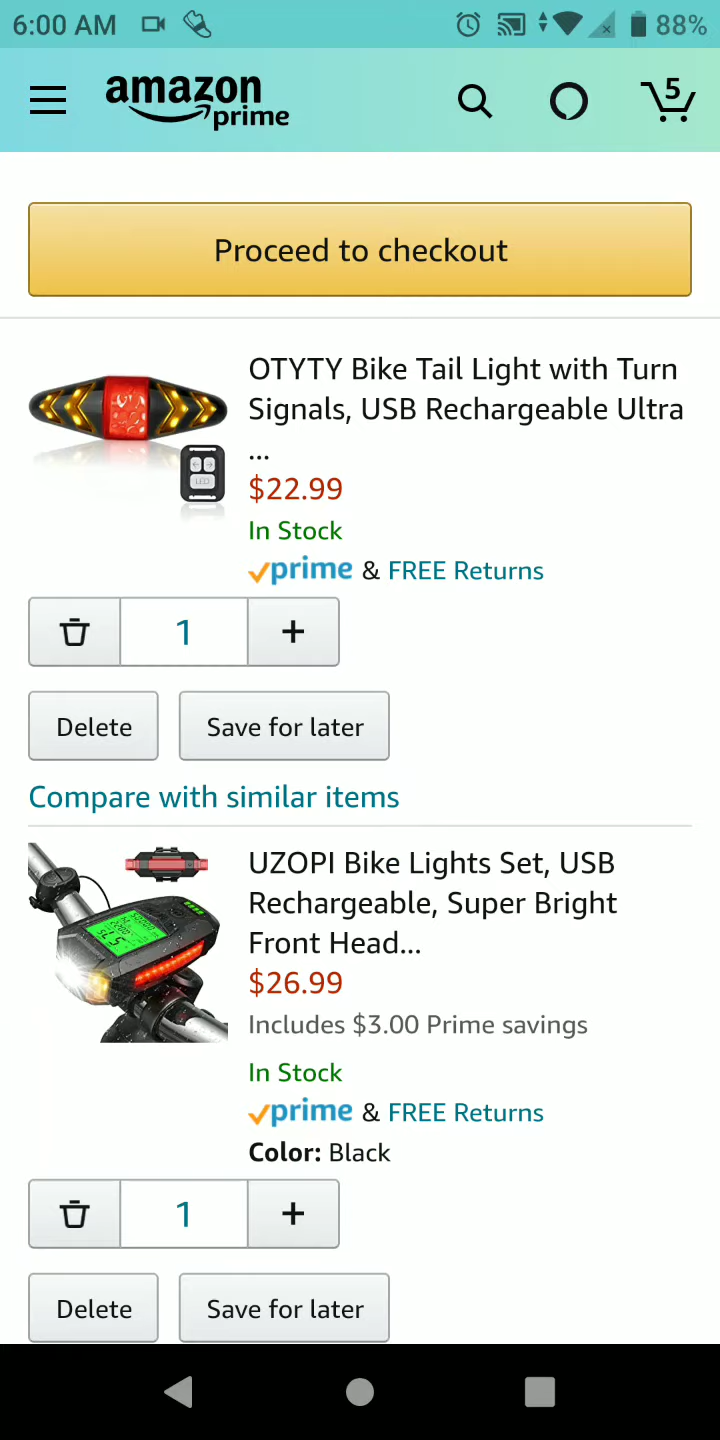 6:00 AM 88%
amazon prime 5
Proceed to checkout
OTYTY Bike Tail Light with Turn
Signals, USB Rechargeable Ultra
...
$22.99
In Stock
prime & FREE Returns
LED
1 +
Delete Save for later
Compare with similar items
UZOPI Bike Lights Set, USB
Rechargeable, Super Bright
Front Head...
$26.99
Includes $3.00 Prime savings
In Stock
prime & FREE Returns
Color: Black
1 +
Delete Save for later